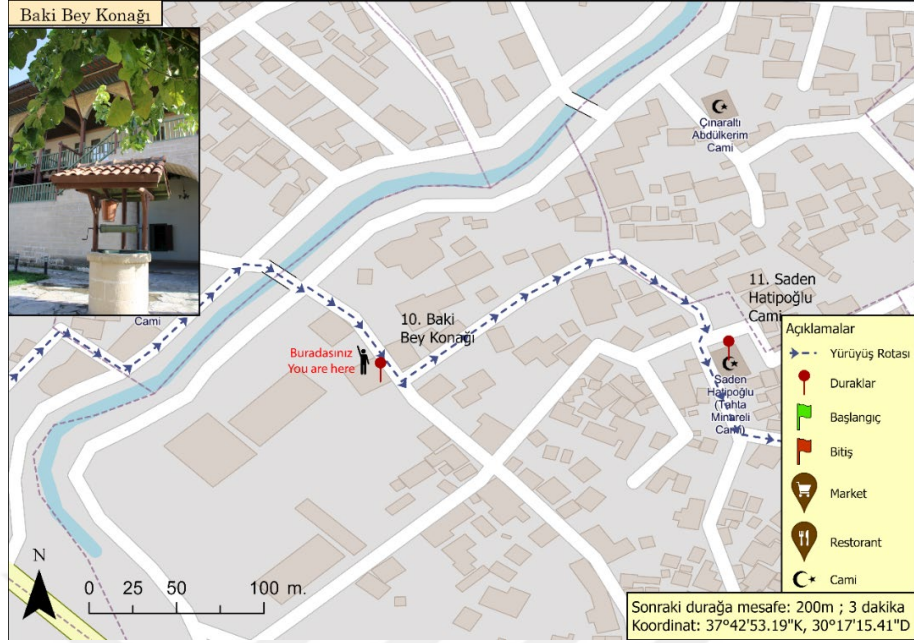 Baki Bey Konağı
Çınaraltı
Abdülkerim
Cami
Cami
10. Baki
Bey Konağı
Buradasınız
You are here
11. Saden
Hatipoğlu
Cami
Saden
Hatipoğlu
(Tahta
Minareli
Cami)
Açıklamalar
Yürüyüş Rotası
Duraklar
Başlangıç
Bitiş
Market
Restorant
Cami
N
0 25 50 100 m.
Sonraki durağa mesafe: 200m ; 3 dakika
Koordinat: 37°42'53.19"K, 30°17'15.41"D